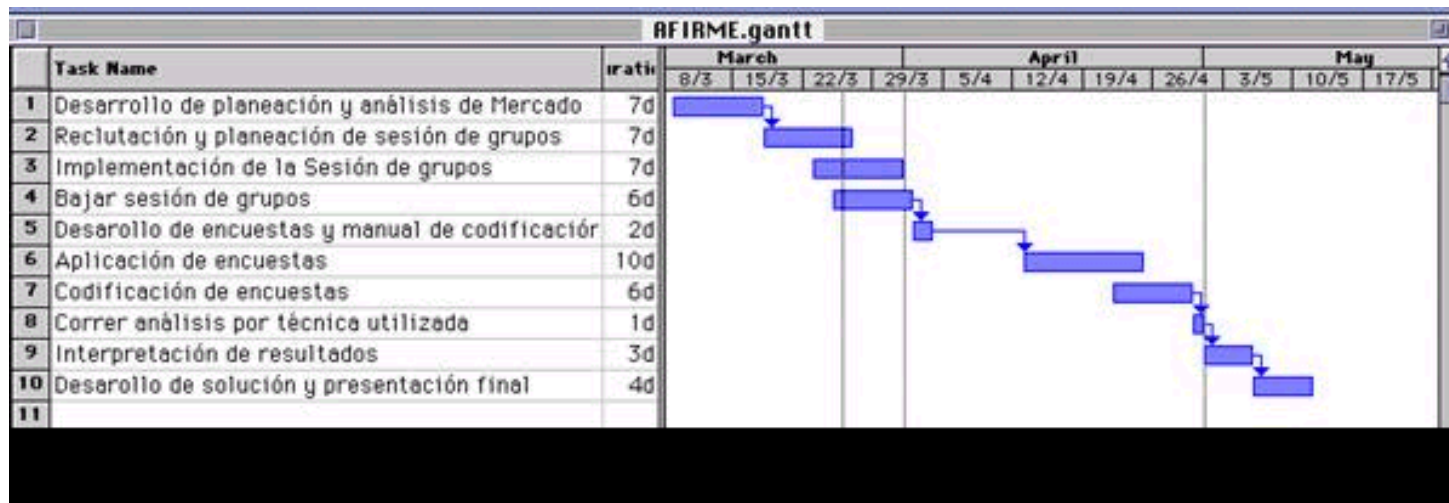 AFIRME.gantt
Task Name uratio March April May
8/3 15/3 22/3 29/3 5/4 12/4 19/4 26/4 3/5 10/5 17/5
1 Desarrollo de planeación y análisis de Mercado 7d
2 Reclutación y planeación de sesión de grupos 7d
3 Implementación de la Sesión de grupos 7d
4 Bajar sesión de grupos 6d
5 Desarollo de encuestas y manual de codificación 2d
6 Aplicación de encuestas 10d
7 Codificación de encuestas 6d
8 Correr análisis por técnica utilizada 1d
9 Interpretación de resultados 3d
10 Desarollo de solución y presentación final 4d
11